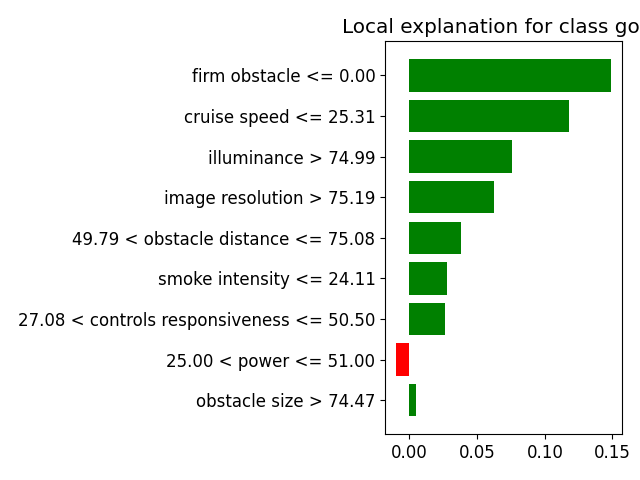 Local explanation for class go
firm obstacle <= 0.00
cruise speed <= 25.31
illuminance > 74.99
image resolution > 75.19
49.79 < obstacle distance <= 75.08
smoke intensity <= 24.11
27.08 < controls responsiveness <= 50.50
25.00 < power <= 51.00
obstacle size > 74.47
0.00 0.05 0.10 0.15